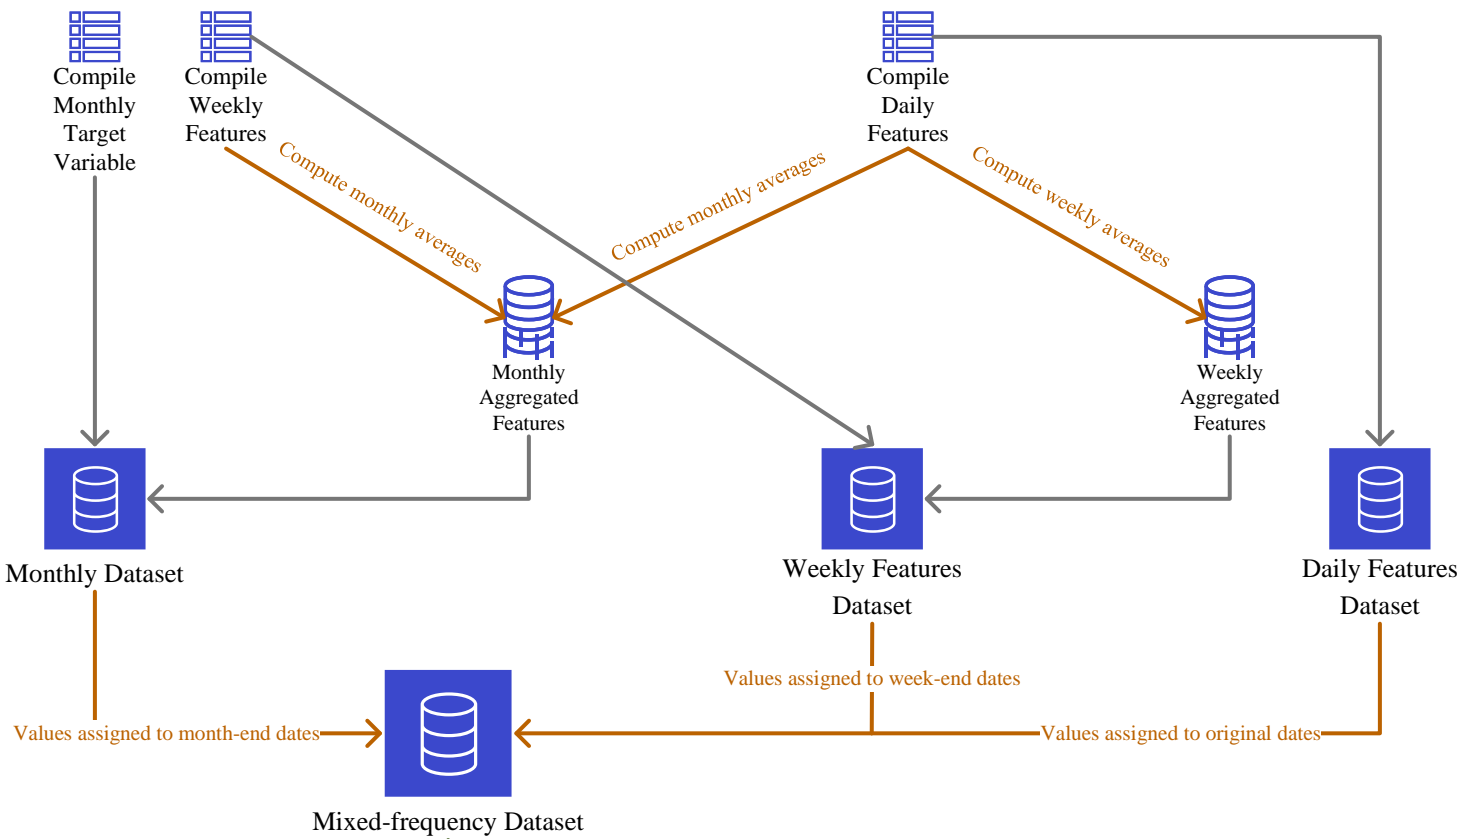 Compile
Monthly
Target
Variable
Compile
Weekly
Features
Compile
Daily
Features
Compute monthly averages
Compute monthly averages
Compute weekly averages
Monthly
Aggregated
Features
Weekly
Aggregated
Features
Monthly Dataset
Weekly Features
Dataset
Daily Features
Dataset
Values assigned to week-end dates
Values assigned to month-end dates
Values assigned to original dates
Mixed-frequency Dataset